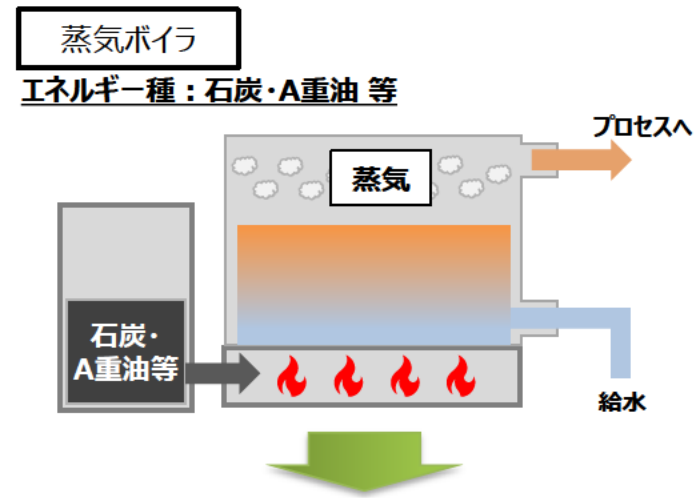 蒸気ボイラ
エネルギー種：石炭・A重油 等
プロセスへ
蒸気
石炭・
A重油等
給水